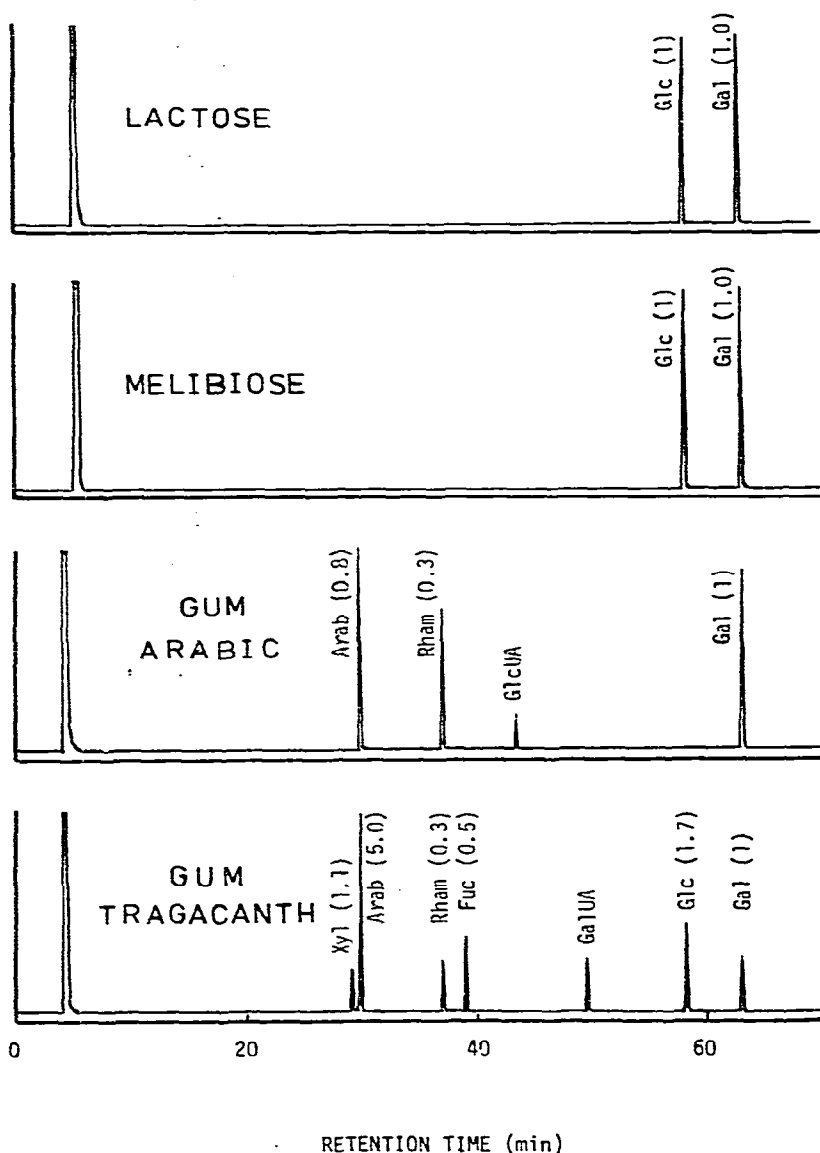 LACTOSE
Glc (1)
Gal (1.0)
MELIBIOSE
Glc (1)
Gal (1.0)
GUM
ARABIC
Arab (0.8)
Rham (0.3)
GlcUA
Gal (1)
GUM
TRAGACANTH
Xyl (1.1)
Arab (5.0)
Rham (0.3)
Fuc (0.5)
GalUA
Glc (1.7)
Gal (1)
0 20 40 60
RETENTION TIME (min)